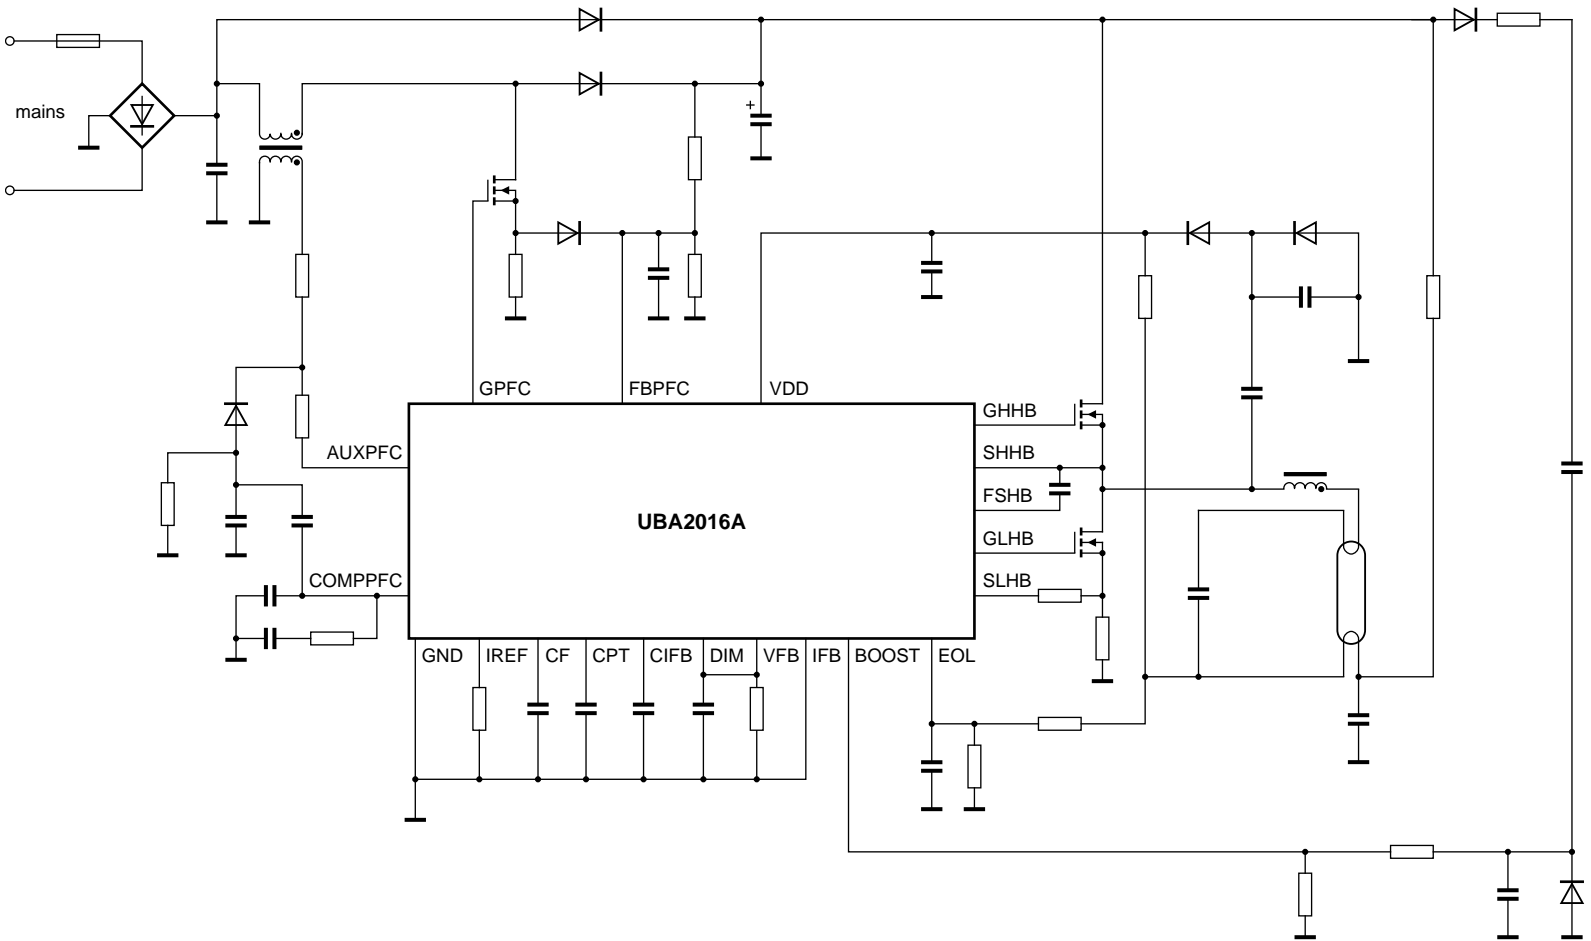 mains
+
GPFC FBPFC VDD
GHHB
AUXPFC SHHB
FSHB
UBA2016A
GLHB
COMPPFC SLHB
GND IREF CF CPT CIFB DIM VFB IFB BOOST EOL